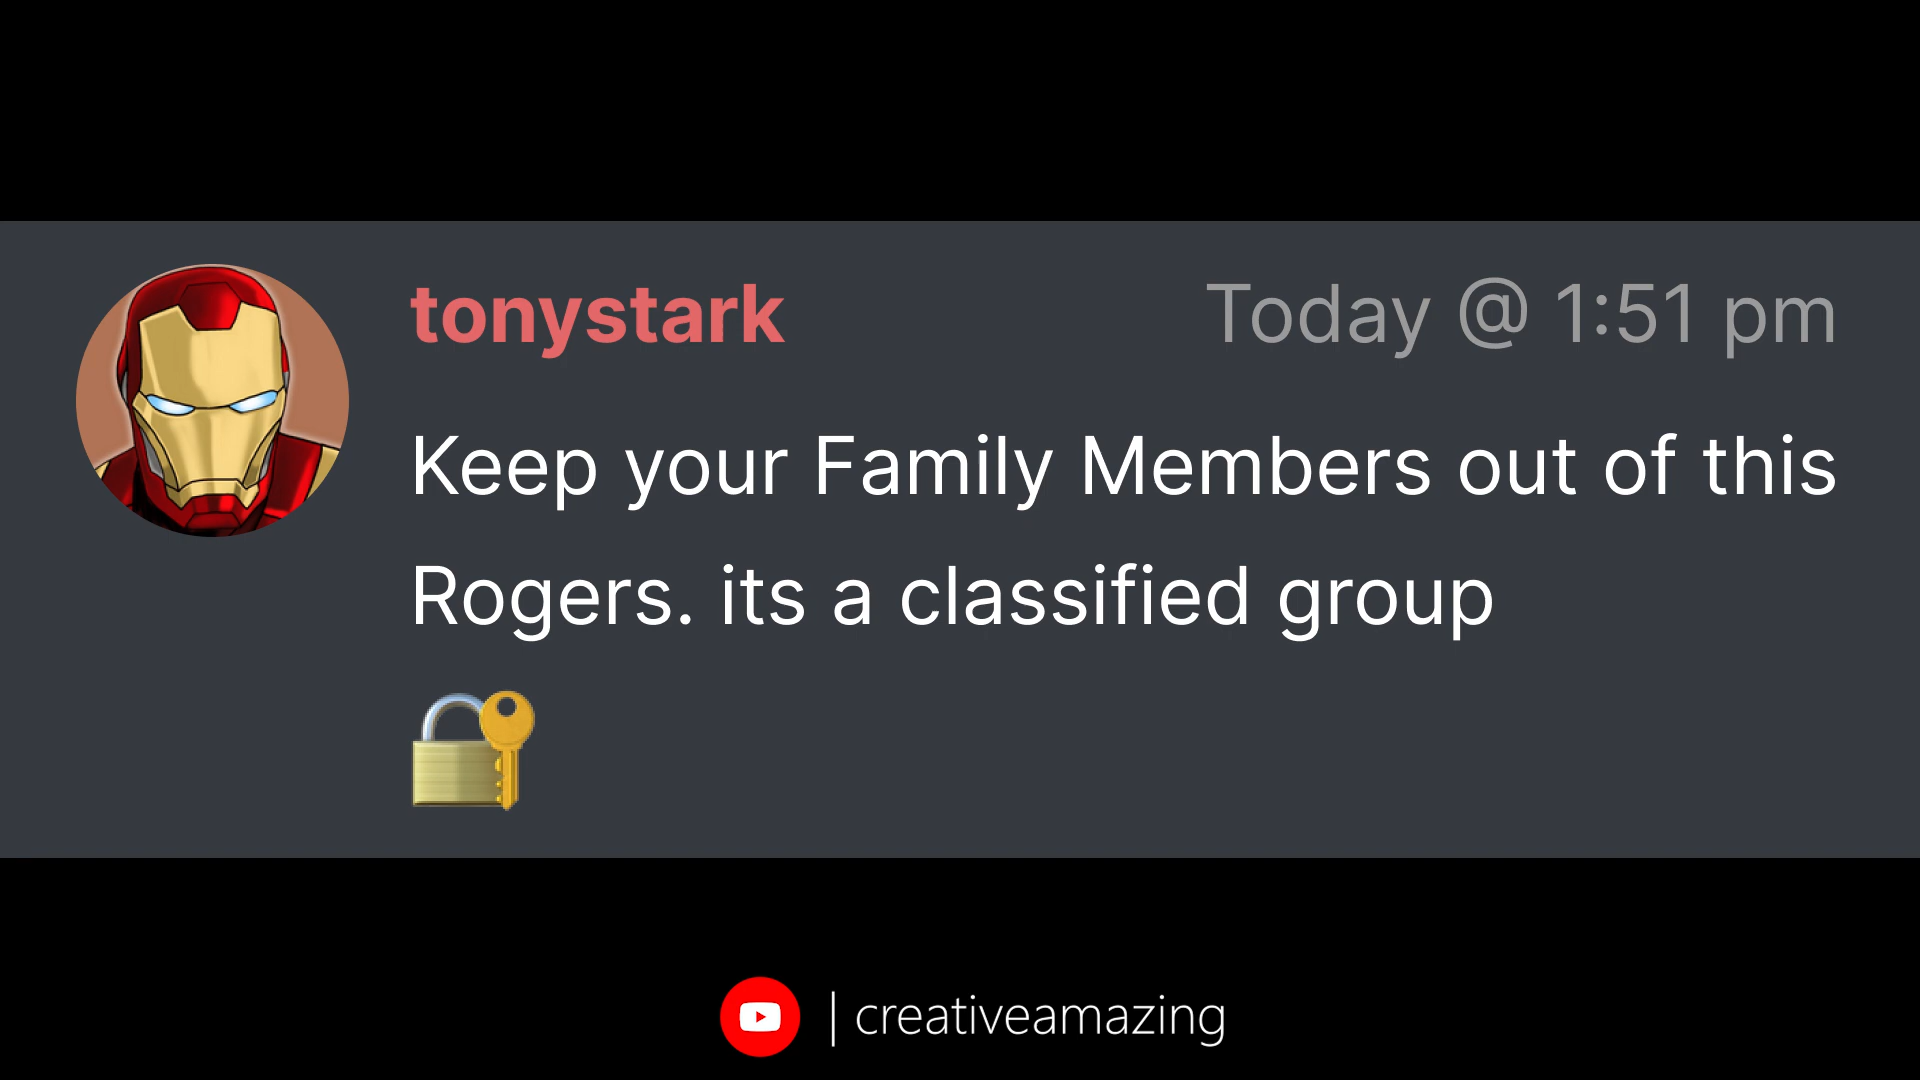 tonystark Today @ 1:51 pm
Keep your Family Members out of this
Rogers. its a classified group
🔐
| creativeamazing